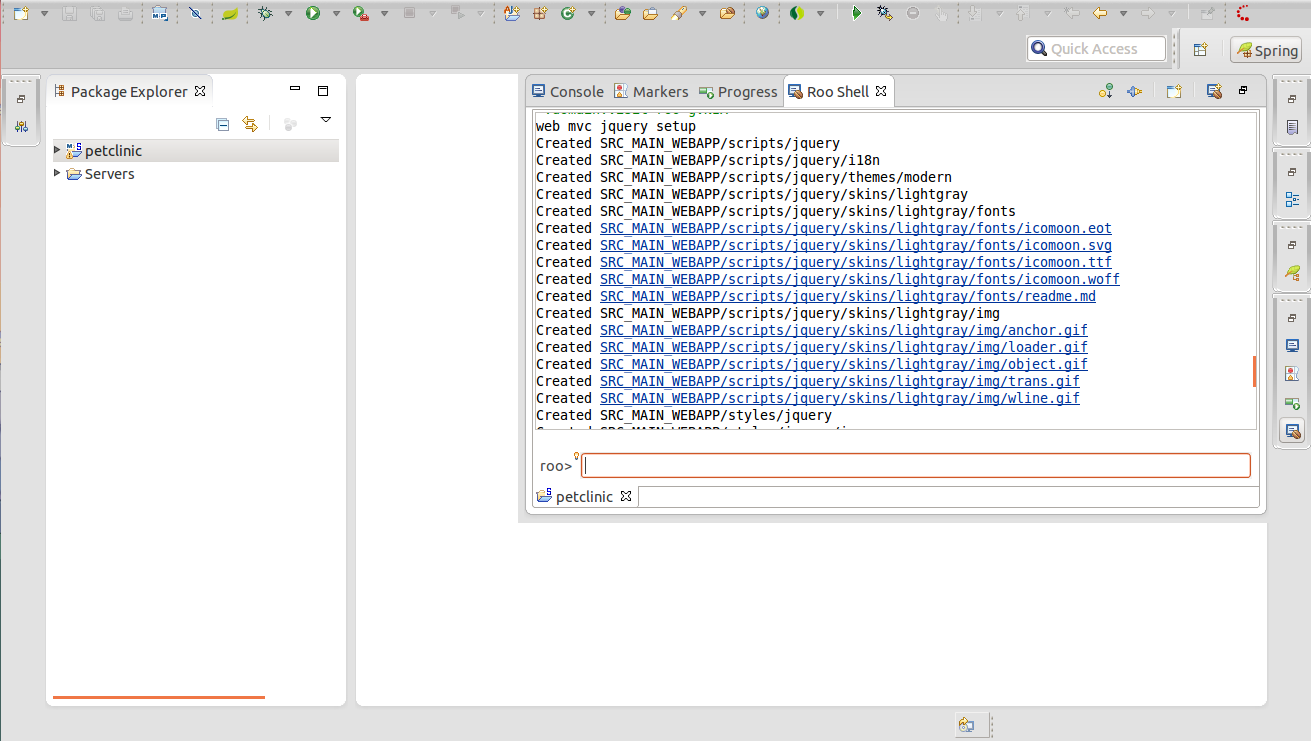 Quick Access
Spring
Package Explorer
petclinic
Servers
Console
Markers
Progress
Roo Shell
web mvc jquery setup
Created SRC_MAIN_WEBAPP/scripts/jquery
Created SRC_MAIN_WEBAPP/scripts/jquery/i18n
Created SRC_MAIN_WEBAPP/scripts/jquery/themes/modern
Created SRC_MAIN_WEBAPP/scripts/jquery/skins/lightgray
Created SRC_MAIN_WEBAPP/scripts/jquery/skins/lightgray/fonts
Created SRC_MAIN_WEBAPP/scripts/jquery/skins/lightgray/fonts/icomoon.eot
Created SRC_MAIN_WEBAPP/scripts/jquery/skins/lightgray/fonts/icomoon.svg
Created SRC_MAIN_WEBAPP/scripts/jquery/skins/lightgray/fonts/icomoon.ttf
Created SRC_MAIN_WEBAPP/scripts/jquery/skins/lightgray/fonts/icomoon.woff
Created SRC_MAIN_WEBAPP/scripts/jquery/skins/lightgray/fonts/readme.md
Created SRC_MAIN_WEBAPP/scripts/jquery/skins/lightgray/img
Created SRC_MAIN_WEBAPP/scripts/jquery/skins/lightgray/img/anchor.gif
Created SRC_MAIN_WEBAPP/scripts/jquery/skins/lightgray/img/loader.gif
Created SRC_MAIN_WEBAPP/scripts/jquery/skins/lightgray/img/object.gif
Created SRC_MAIN_WEBAPP/scripts/jquery/skins/lightgray/img/trans.gif
Created SRC_MAIN_WEBAPP/scripts/jquery/skins/lightgray/img/wline.gif
Created SRC_MAIN_WEBAPP/styles/jquery
roo>
petclinic